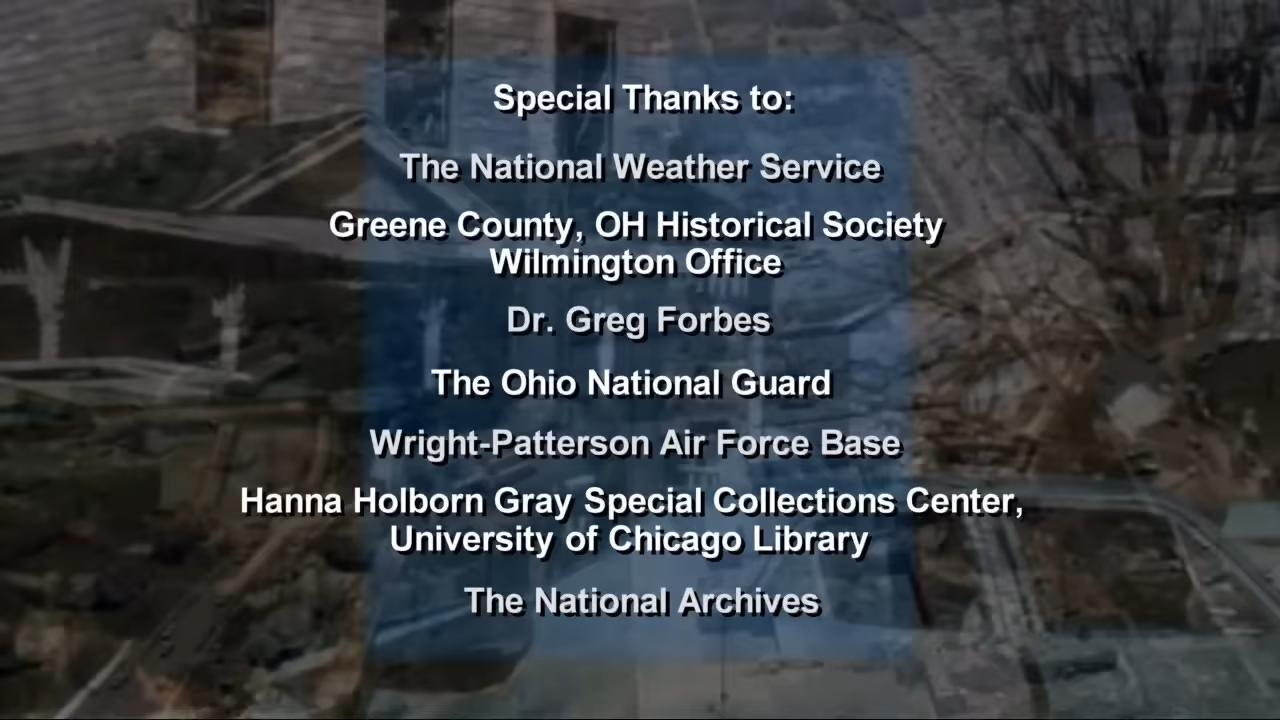 Special Thanks to:
The National Weather Service
Greene County, OH Historical Society
Wilmington Office
Dr. Greg Forbes
The Ohio National Guard
Wright-Patterson Air Force Base
Hanna Holborn Gray Special Collections Center,
University of Chicago Library
The National Archives